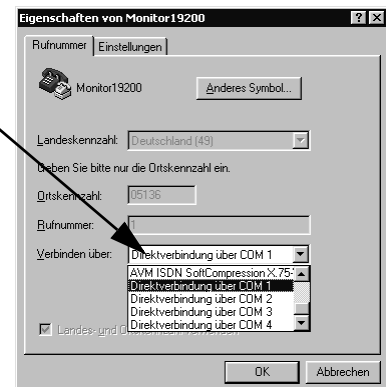 Eigenschaften von Monitor19200
Rufnummer Einstellungen
Monitor19200
Anderes Symbol...
Landeskennzahl: Deutschland (49)
Geben Sie bitte nur die Ortskennzahl ein.
Ortskennzahl: 05136
Rufnummer: 1
Verbinden über: Direktverbindung über COM 1
AVM ISDN SoftCompression X.75-
Direktverbindung über COM 1
Direktverbindung über COM 2
Direktverbindung über COM 3
Direktverbindung über COM 4
Landes- und
OK Abbrechen